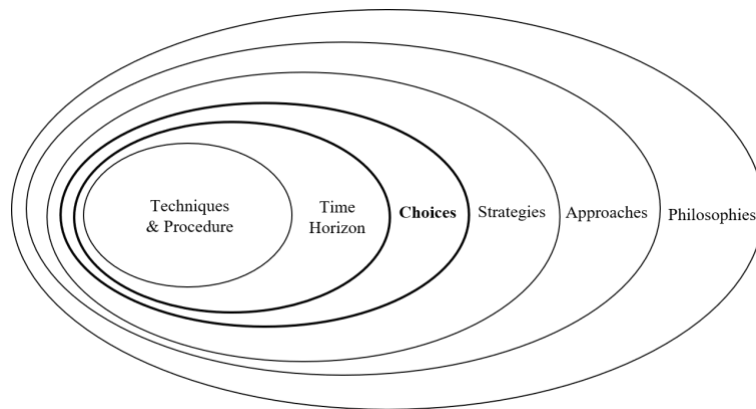 Techniques
& Procedure
Time
Horizon
Choices
Strategies
Approaches
Philosophies